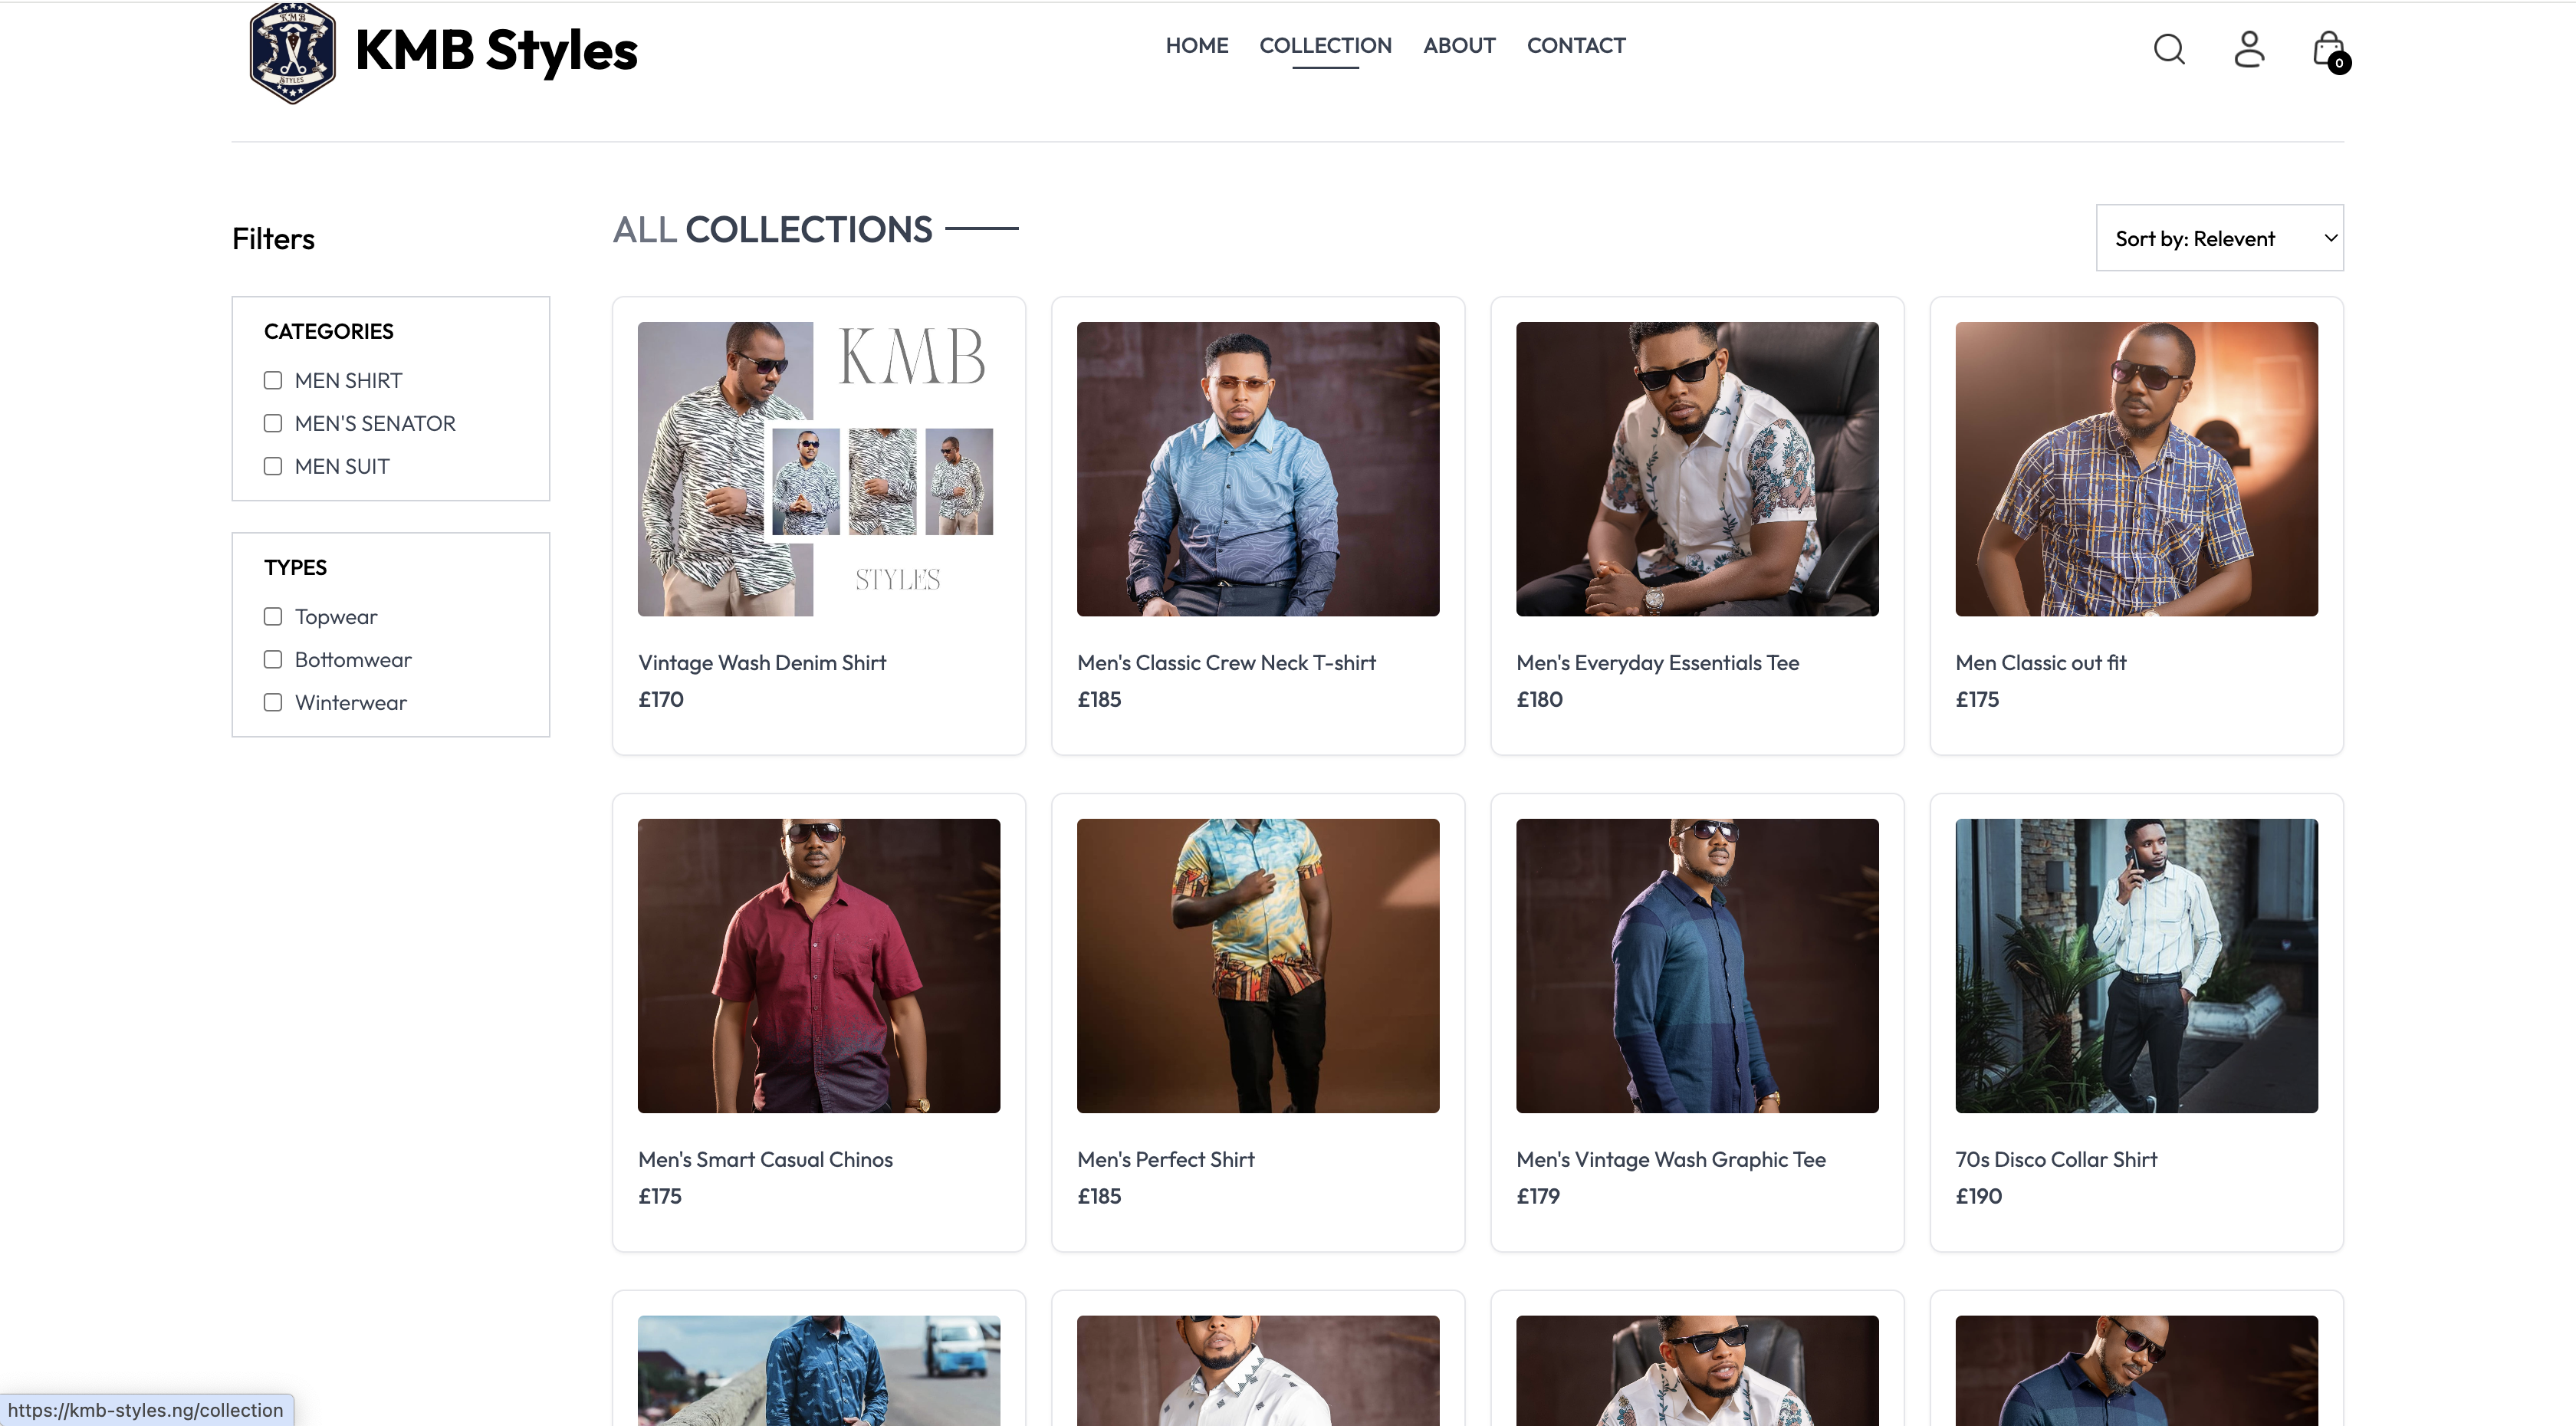 KMB
STYLES
KMB Styles
HOME COLLECTION ABOUT CONTACT
0
Filters
ALL COLLECTIONS
Sort by: Relevent
CATEGORIES
MEN SHIRT
MEN'S SENATOR
MEN SUIT
TYPES
Topwear
Bottomwear
Winterwear
KMB
STYLES
Vintage Wash Denim Shirt
£170
Men's Classic Crew Neck T-shirt
£185
Men's Everyday Essentials Tee
£180
Men Classic out fit
£175
Men's Smart Casual Chinos
£175
Men's Perfect Shirt
£185
Men's Vintage Wash Graphic Tee
£179
70s Disco Collar Shirt
£190
https://kmb-styles.ng/collection